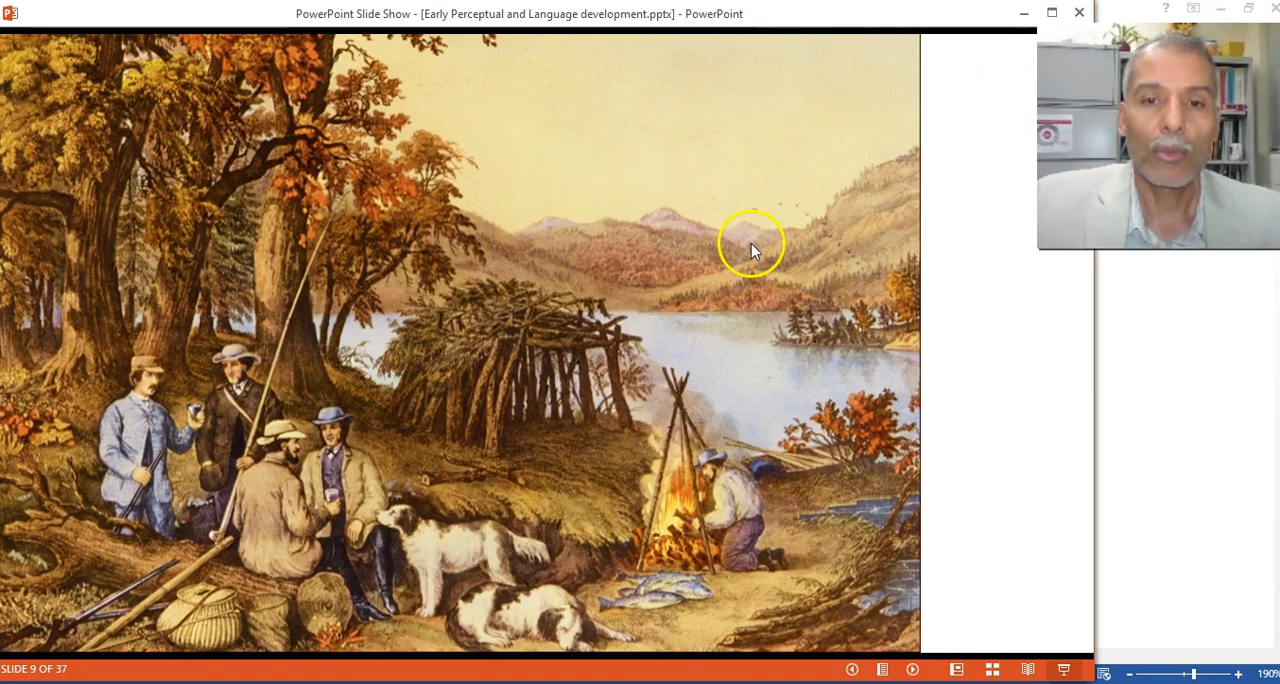 PowerPoint Slide Show - [Early Perceptual and Language development.pptx] - PowerPoint
SLIDE 9 OF 37
190%